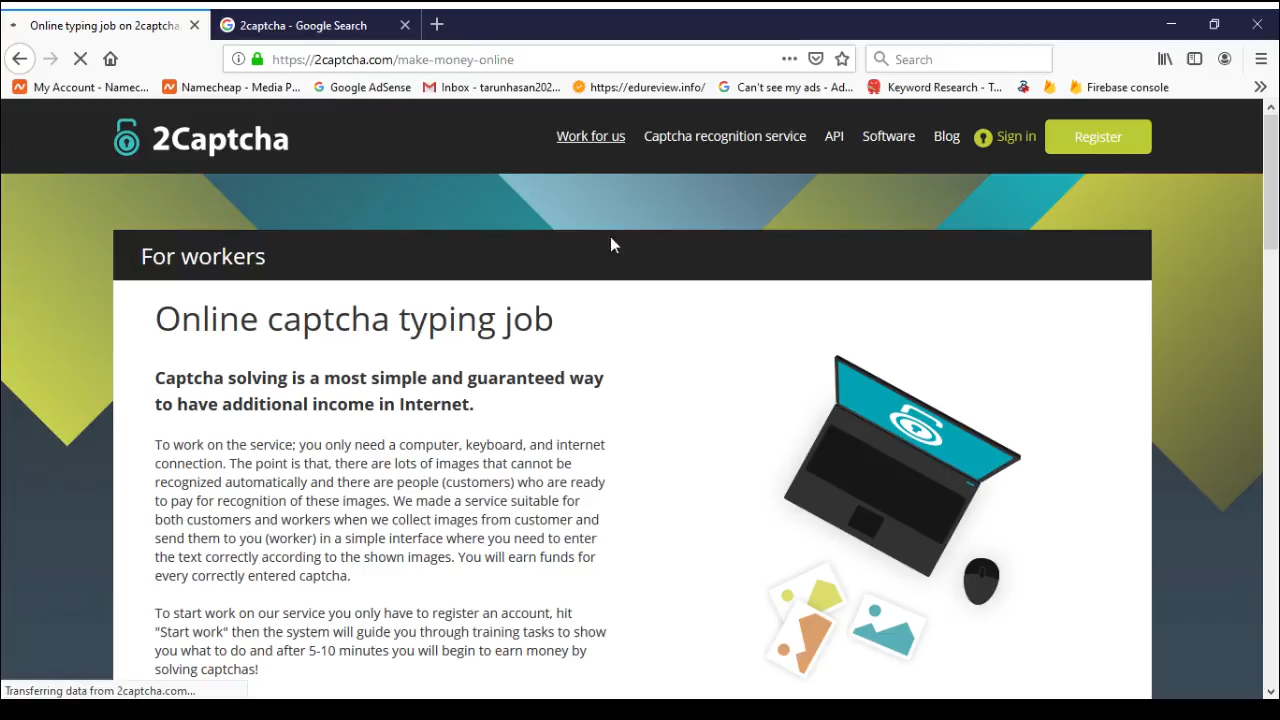 Online typing job on 2captcha.
2captcha - Google Search
https://2captcha.com/make-money-online
Search
My Account - Namec...
Namecheap - Media P...
Google AdSense
Inbox - tarunhasan202...
https://edureview.info/
Can't see my ads - Ad...
Keyword Research - T...
Firebase console
2Captcha
Work for us
Captcha recognition service
API
Software
Blog
Sign in
Register
For workers
Online captcha typing job
Captcha solving is a most simple and guaranteed way
to have additional income in Internet.
To work on the service; you only need a computer, keyboard, and internet
connection. The point is that, there are lots of images that cannot be
recognized automatically and there are people (customers) who are ready
to pay for recognition of these images. We made a service suitable for
both customers and workers when we collect images from customer and
send them to you (worker) in a simple interface where you need to enter
the text correctly according to the shown images. You will earn funds for
every correctly entered captcha.
To start work on our service you only have to register an account, hit
"Start work" then the system will guide you through training tasks to show
you what to do and after 5-10 minutes you will begin to earn money by
solving captchas!
Transferring data from 2captcha.com...